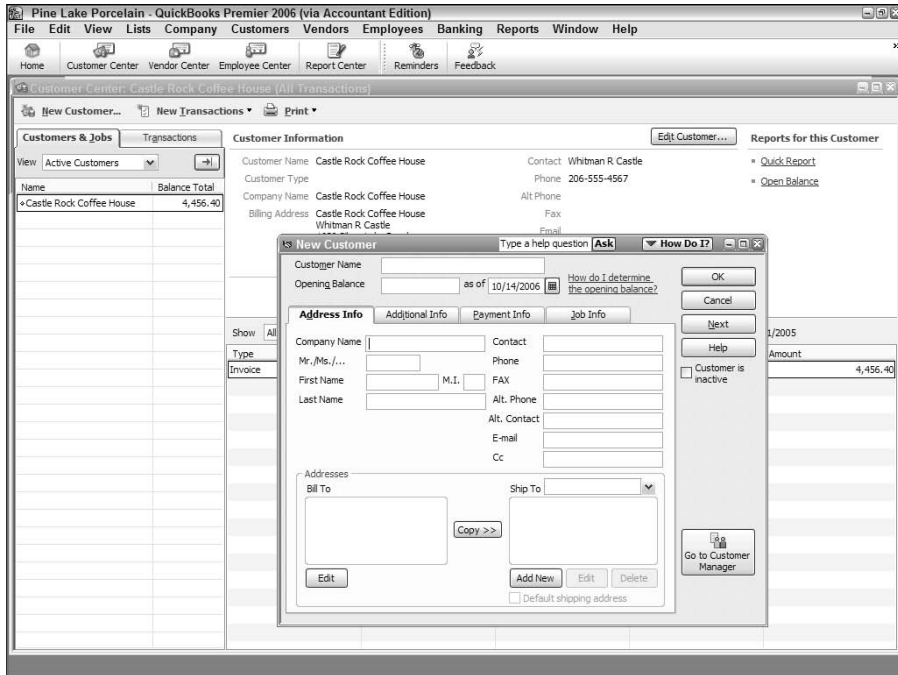 Pine Lake Porcelain - QuickBooks Premier 2006 (via Accountant Edition)
File Edit View Lists Company Customers Vendors Employees Banking Reports Window Help
Home Customer Center Vendor Center Employee Center Report Center Reminders Feedback
Customer Center: Castle Rock Coffee House (All Transactions)
New Customer... New Transactions Print
Customers & Jobs Transactions
View Active Customers
Name Balance Total
Castle Rock Coffee House 4,456.40
Customer Information Edit Customer...
Customer Name Castle Rock Coffee House Contact Whitman R Castle
Customer Type Phone 206-555-4567
Company Name Castle Rock Coffee House Alt Phone
Billing Address Castle Rock Coffee House Fax
Whitman R Castle Email
Reports for this Customer
Quick Report
Open Balance
Show All
1/2005
Type Amount
Invoice 4,456.40
New Customer Type a help question Ask How Do I?
Customer Name
Opening Balance as of 10/14/2006 How do I determine
the opening balance?
Address Info Additional Info Payment Info Job Info
Company Name Contact
Mr./Ms./... Phone
First Name M.I. FAX
Last Name Alt. Phone
Alt. Contact
E-mail
Cc
Addresses
Bill To Ship To
Copy >>
Edit Add New Edit Delete
Default shipping address
OK
Cancel
Next
Help
Customer is
inactive
Go to Customer
Manager